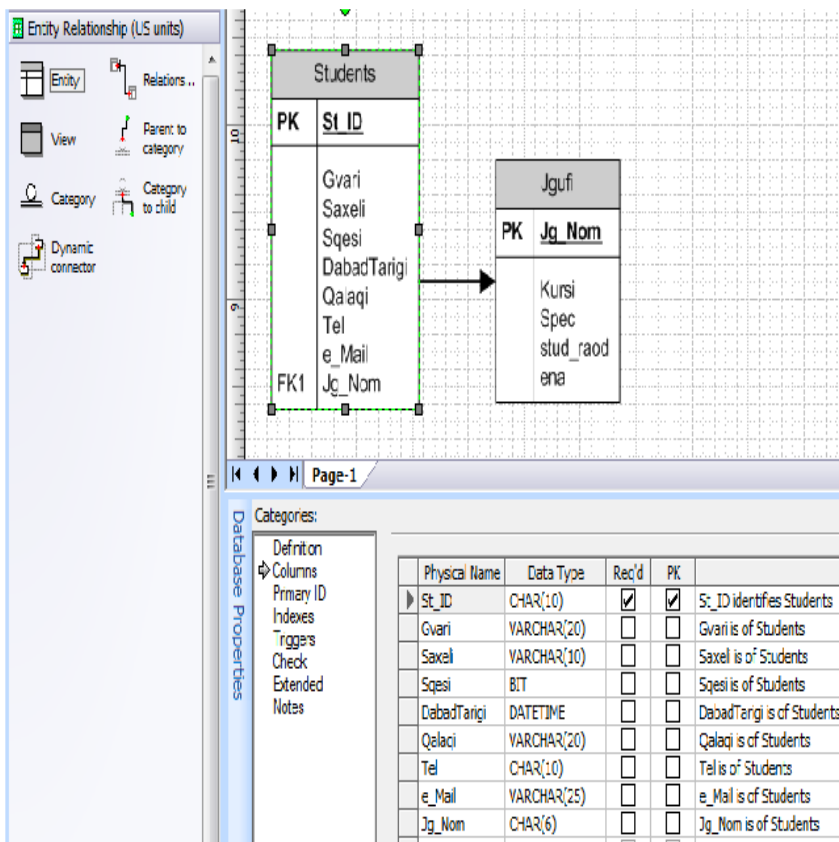 Entity Relationship (US units)
Entity
Relations ..
View
Parent to category
Category
Category to child
Dynamic connector
Students
PK St_ID
Gvari
Saxeli
Sqesi
DabadTarigi
Qalaqi
Tel
e_Mail
FK1 Jg_Nom
Jgufi
PK Jg_Nom
Kursi
Spec
stud_raod
ena
Page-1
Database Properties
Categories:
Definition
Columns
Primary ID
Indexes
Triggers
Check
Extended
Notes
Physical Name Data Type Req'd PK
St_ID CHAR(10) St_ID identifies Students
Gvari VARCHAR(20) Gvari is of Students
Saxeli VARCHAR(10) Saxeli is of Students
Sqesi BIT Sqesi is of Students
DabadTarigi DATETIME DabadTarigi is of Students
Qalaqi VARCHAR(20) Qalaqi is of Students
Tel CHAR(10) Tel is of Students
e_Mail VARCHAR(25) e_Mail is of Students
Jg_Nom CHAR(6) Jg_Nom is of Students